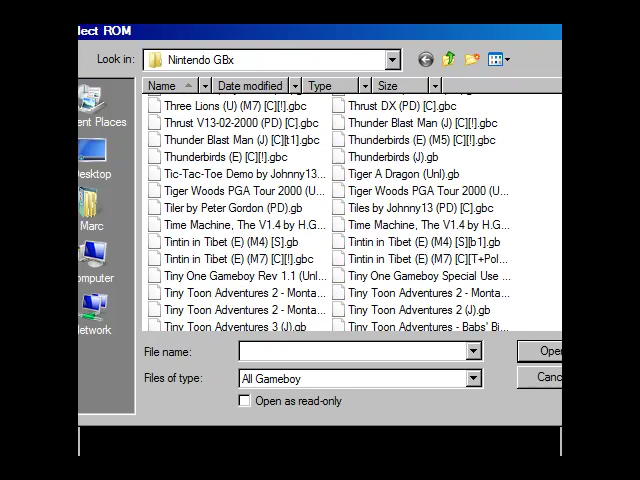 lect ROM
Look in: Nintendo GBx
Name Date modified Type Size
Three Lions (U) (M7) [C][!].gbc Thrust DX (PD) [C].gbc
Thrust V13-02-2000 (PD) [C].gbc Thunder Blast Man (J) [C][!].gbc
Thunder Blast Man (J) [C][t1].gbc Thunderbirds (E) (M5) [C][!].gbc
Thunderbirds (E) [C][!].gbc Thunderbirds (J).gb
Tic-Tac-Toe Demo by Johnny13... Tiger A Dragon (Unl).gb
Tiger Woods PGA Tour 2000 (U... Tiger Woods PGA Tour 2000 (U...
Tiler by Peter Gordon (PD).gb Tiles by Johnny13 (PD) [C].gbc
Time Machine, The V1.4 by H.G... Time Machine, The V1.4 by H.G...
Tintin in Tibet (E) (M4) [S].gb Tintin in Tibet (E) (M4) [S][b1].gb
Tintin in Tibet (E) (M7) [C][!].gbc Tintin in Tibet (E) (M7) [C][T+Pol...
Tiny One Gameboy Rev 1.1 (Unl... Tiny One Gameboy Special Use ...
Tiny Toon Adventures 2 - Monta... Tiny Toon Adventures 2 - Monta...
Tiny Toon Adventures 2 - Monta... Tiny Toon Adventures 2 (J).gb
Tiny Toon Adventures 3 (J).gb Tiny Toon Adventures - Babs' Bi...
ent Places
esktop
Marc
omputer
etwork
File name: Open
Files of type: All Gameboy Canc
Open as read-only